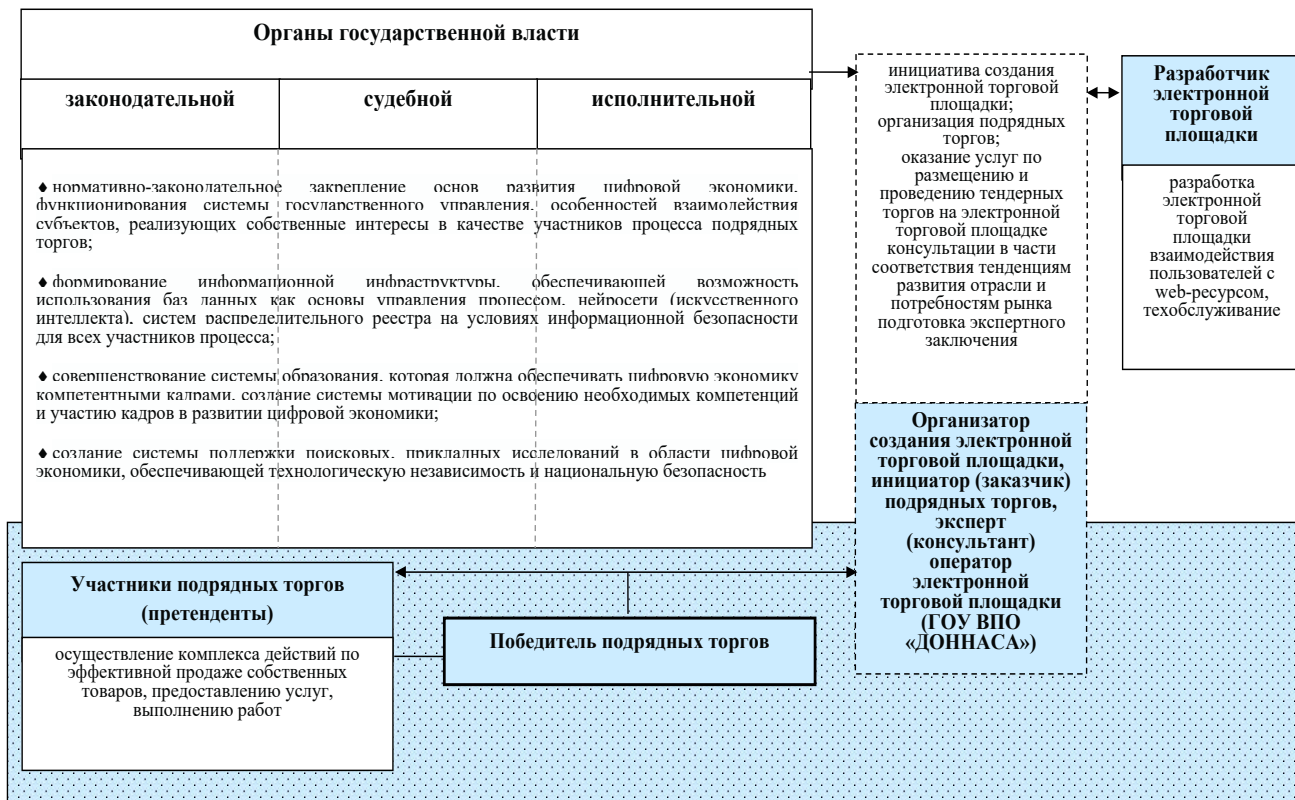 Органы государственной власти
законодательной
судебной
исполнительной
♦ нормативно-законодательное закрепление основ развития цифровой экономики,
функционирования системы государственного управления, особенностей взаимодействия
субъектов, реализующих собственные интересы в качестве участников процесса подрядных
торгов;
♦ формирование информационной инфраструктуры, обеспечивающей возможность
использования баз данных как основы управления процессом, нейросети (искусственного
интеллекта), систем распределительного реестра на условиях информационной безопасности
для всех участников процесса;
♦ совершенствование системы образования, которая должна обеспечивать цифровую экономику
компетентными кадрами, создание системы мотивации по освоению необходимых компетенций
и участию кадров в развитии цифровой экономики;
♦ создание системы поддержки поисковых, прикладных исследований в области цифровой
экономики, обеспечивающей технологическую независимость и национальную безопасность
инициатива создания
электронной торговой
площадки;
организация подрядных
торгов;
оказание услуг по
размещению и
проведению тендерных
торгов на электронной
торговой площадке
консультации в части
соответствия тенденциям
развития отрасли и
потребностям рынка
подготовка экспертного
заключения
Организатор
создания электронной
торговой площадки,
инициатор (заказчик)
подрядных торгов,
эксперт
(консультант)
оператор
электронной
торговой площадки
(ГОУ ВПО
«ДОННАСА»)
Разработчик
электронной
торговой
площадки
разработка
электронной
торговой
площадки
взаимодействия
пользователей с
web-ресурсом,
техобслуживание
Участники подрядных торгов
(претенденты)
осуществление комплекса действий по
эффективной продаже собственных
товаров, предоставлению услуг,
выполнению работ
Победитель подрядных торгов